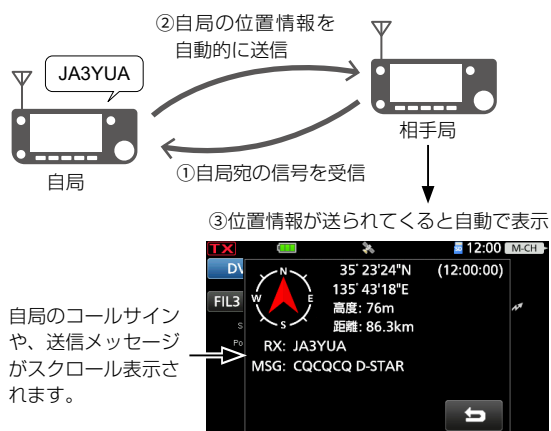 ②自局の位置情報を
自動的に送信
JA3YUA
自局
相手局
①自局宛の信号を受信
③位置情報が送られてくると自動で表示
TX
12:00 M-CH
DV
35°23'24"N (12:00:00)
135°43'18"E
高度: 76m
距離: 86.3km
N
W E
S
FIL3
S
Po
RX: JA3YUA
MSG: CQCQCQ D-STAR
自局のコールサイン
や、送信メッセージ
がスクロール表示さ
れます。